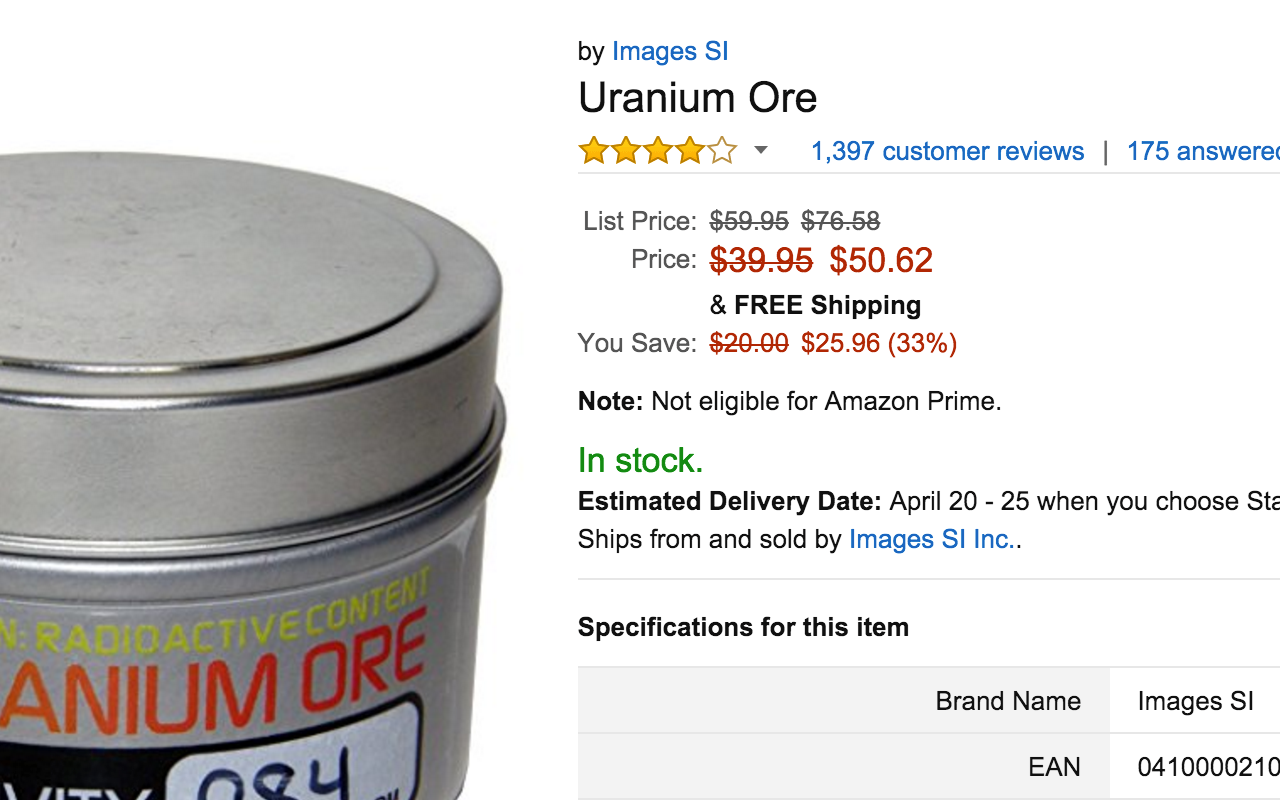 by Images SI
Uranium Ore
1,397 customer reviews | 175 answered
List Price: $59.95 $76.58
Price: $39.95 $50.62
& FREE Shipping
You Save: $20.00 $25.96 (33%)
Note: Not eligible for Amazon Prime.
In stock.
Estimated Delivery Date: April 20 - 25 when you choose Sta
Ships from and sold by Images SI Inc..
Specifications for this item
Brand Name Images SI
EAN 0410000210
N: RADIOACTIVE CONTENT
ANIUM ORE
VITY 984